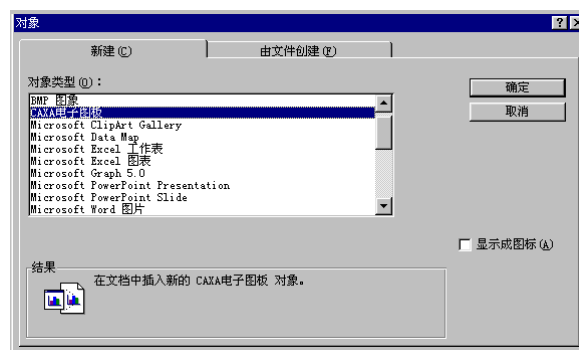 对象
新建(C)
由文件创建(F)
对象类型(O)：
BMP 图象
CAXA电子图板
Microsoft ClipArt Gallery
Microsoft Data Map
Microsoft Excel 工作表
Microsoft Excel 图表
Microsoft Graph 5.0
Microsoft PowerPoint Presentation
Microsoft PowerPoint Slide
Microsoft Word 图片
确定
取消
显示成图标(A)
结果
在文档中插入新的 CAXA电子图板 对象。